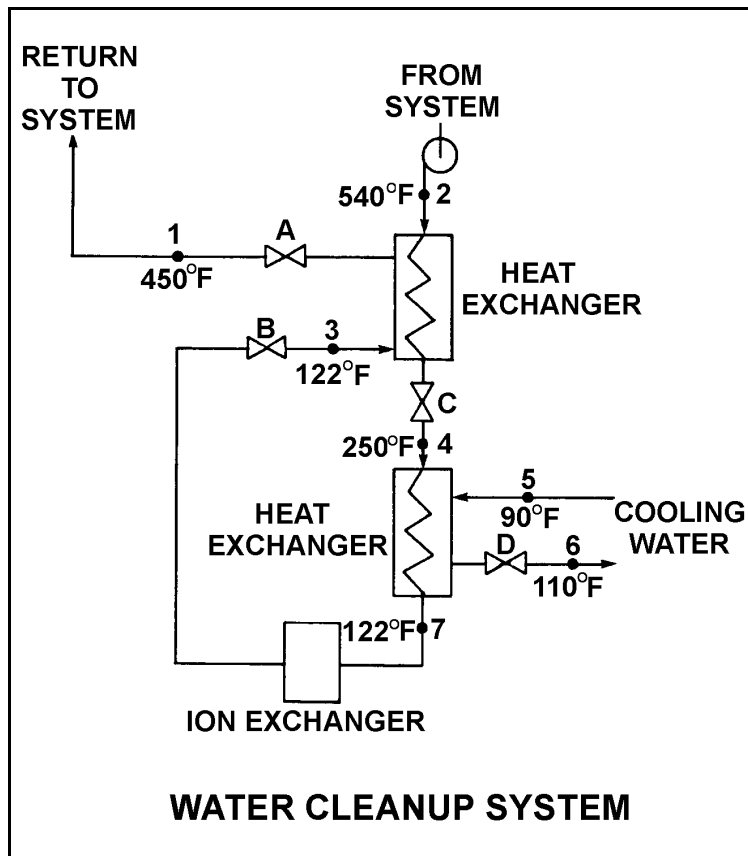 RETURN
TO
SYSTEM
FROM
SYSTEM
540°F 2
1
A
450°F
HEAT
EXCHANGER
B
3
122°F
C
250°F 4
HEAT
EXCHANGER
5
90°F
COOLING
WATER
D
6
110°F
122°F 7
ION EXCHANGER
WATER CLEANUP SYSTEM